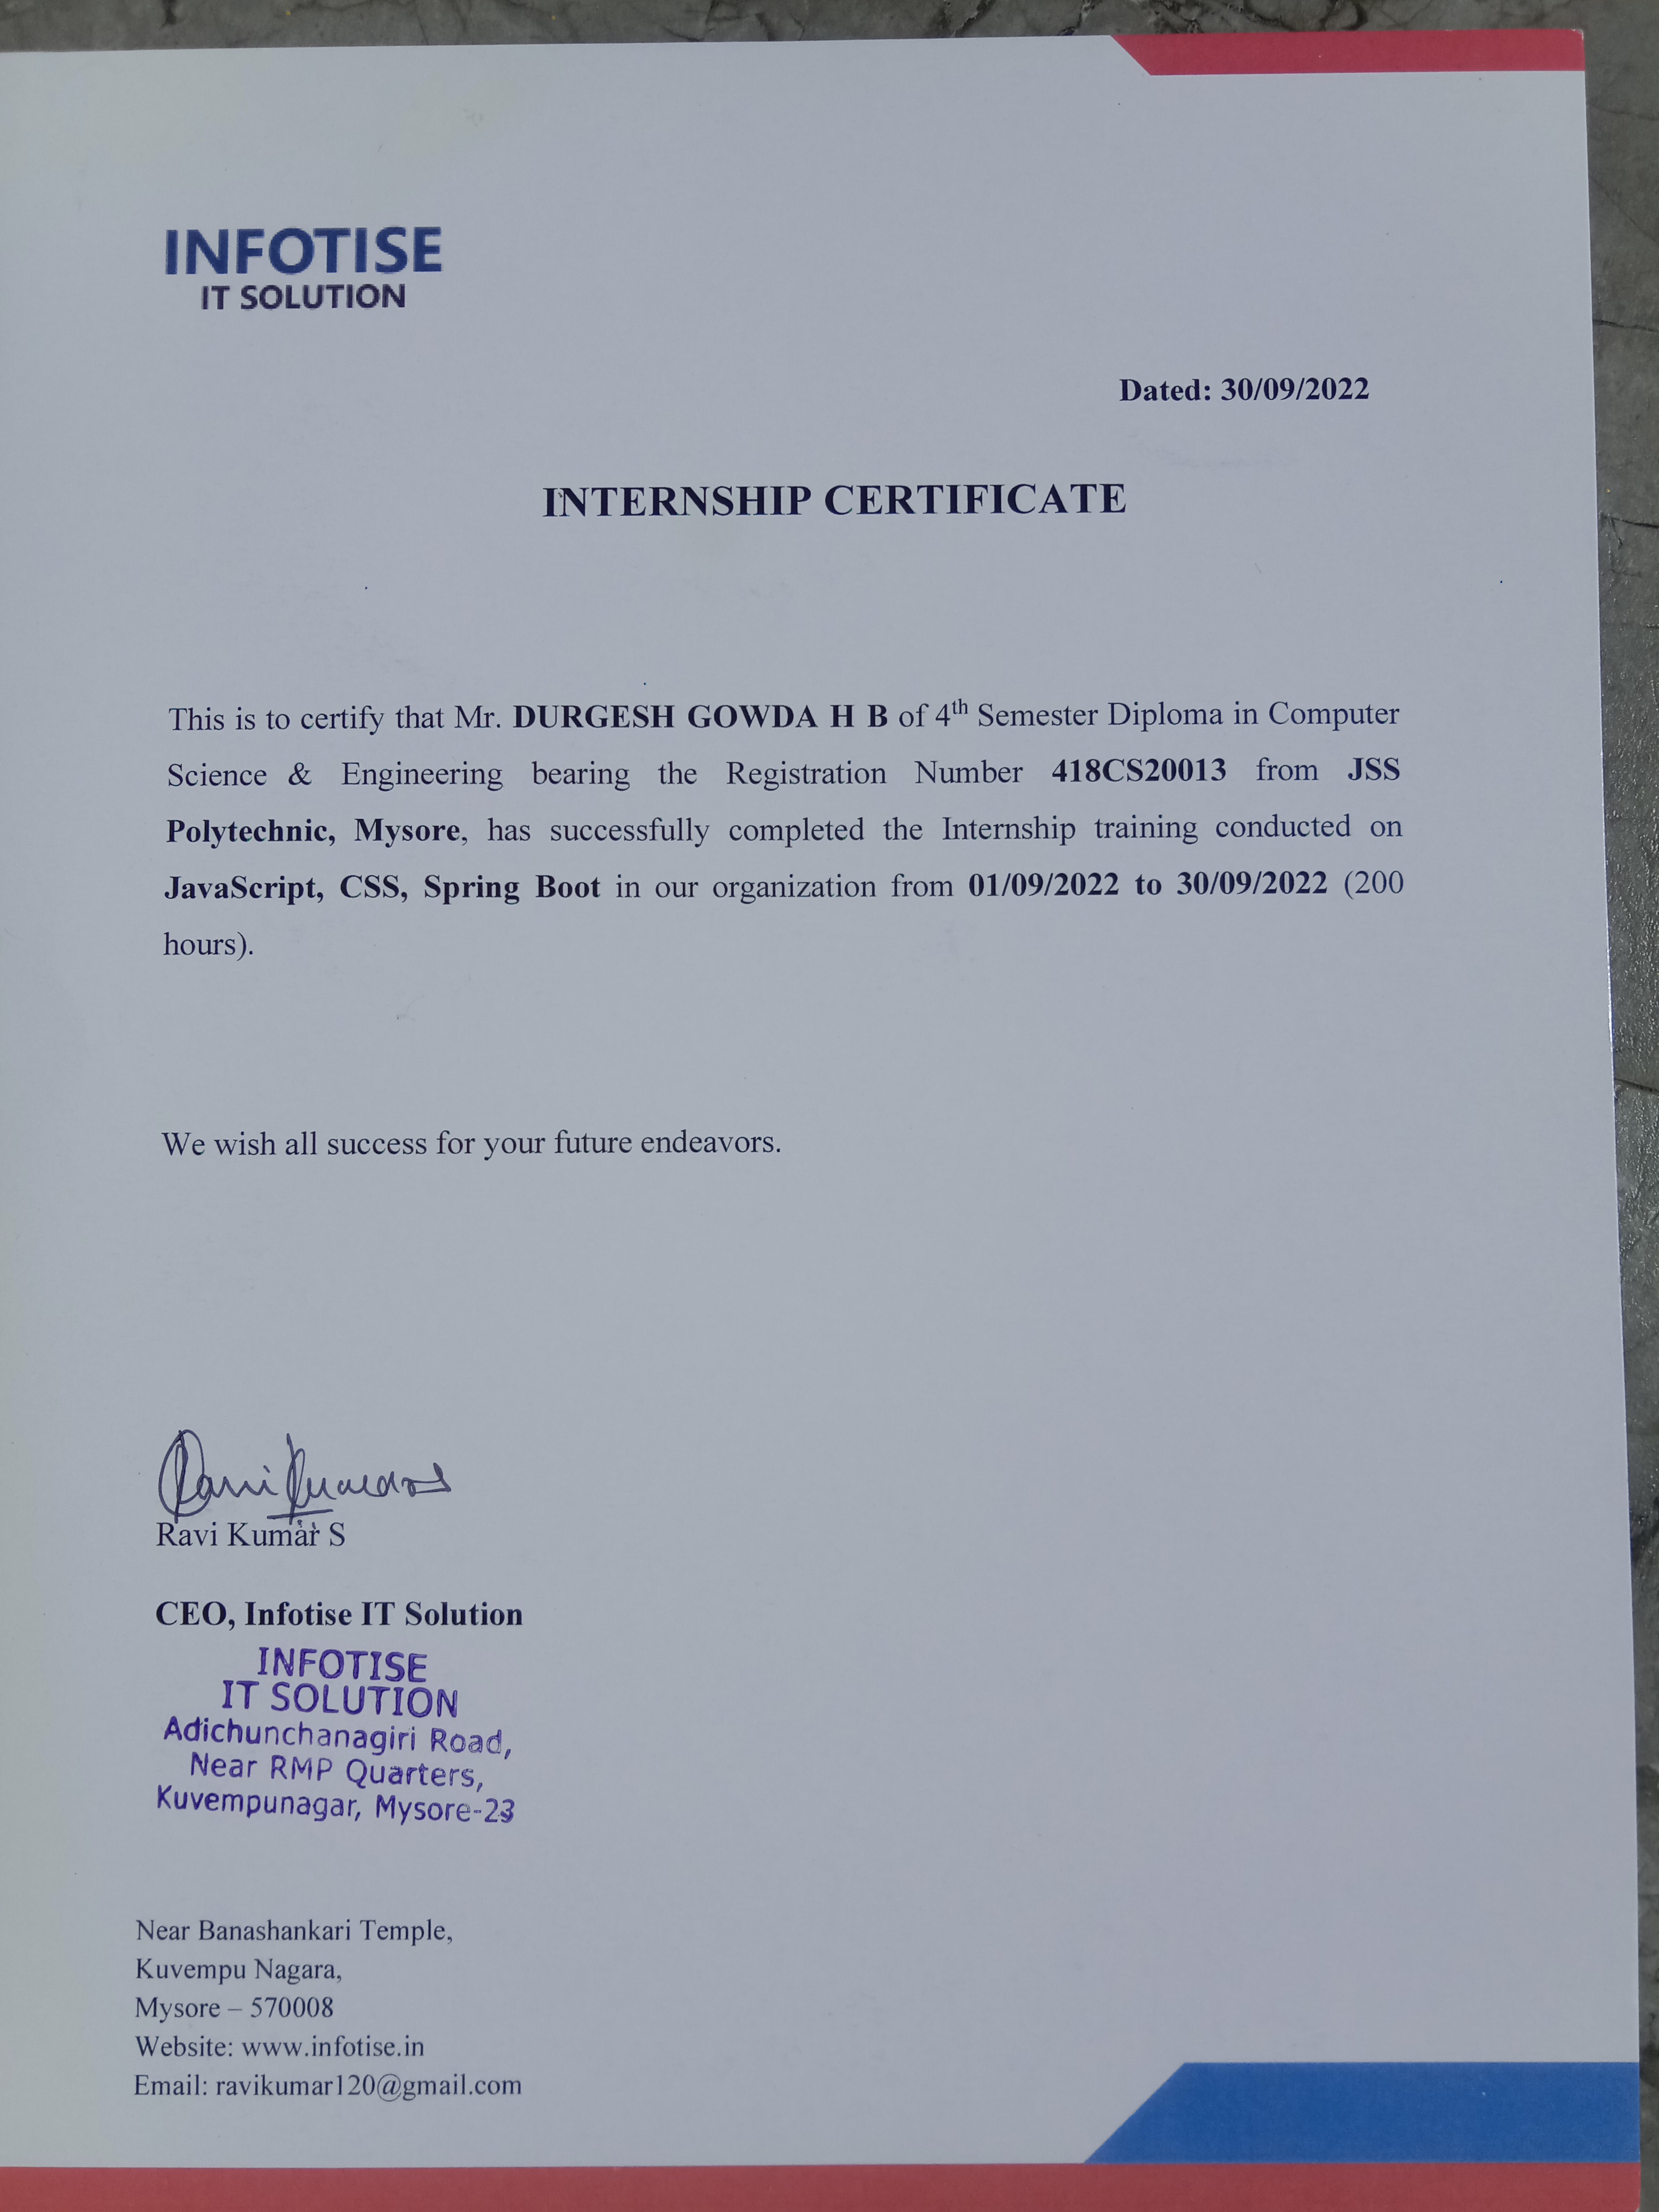 INFOTISE
IT SOLUTION
Dated: 30/09/2022
INTERNSHIP CERTIFICATE
This is to certify that Mr. DURGESH GOWDA H B of 4th Semester Diploma in Computer
Science & Engineering bearing the Registration Number 418CS20013 from JSS
Polytechnic, Mysore, has successfully completed the Internship training conducted on
JavaScript, CSS, Spring Boot in our organization from 01/09/2022 to 30/09/2022 (200
hours).
We wish all success for your future endeavors.
Ravi Kumar
Ravi Kumar S
CEO, Infotise IT Solution
INFOTISE
IT SOLUTION
Adichunchanagiri Road,
Near RMP Quarters,
Kuvempunagar, Mysore-23
Near Banashankari Temple,
Kuvempu Nagara,
Mysore – 570008
Website: www.infotise.in
Email: ravikumar120@gmail.com